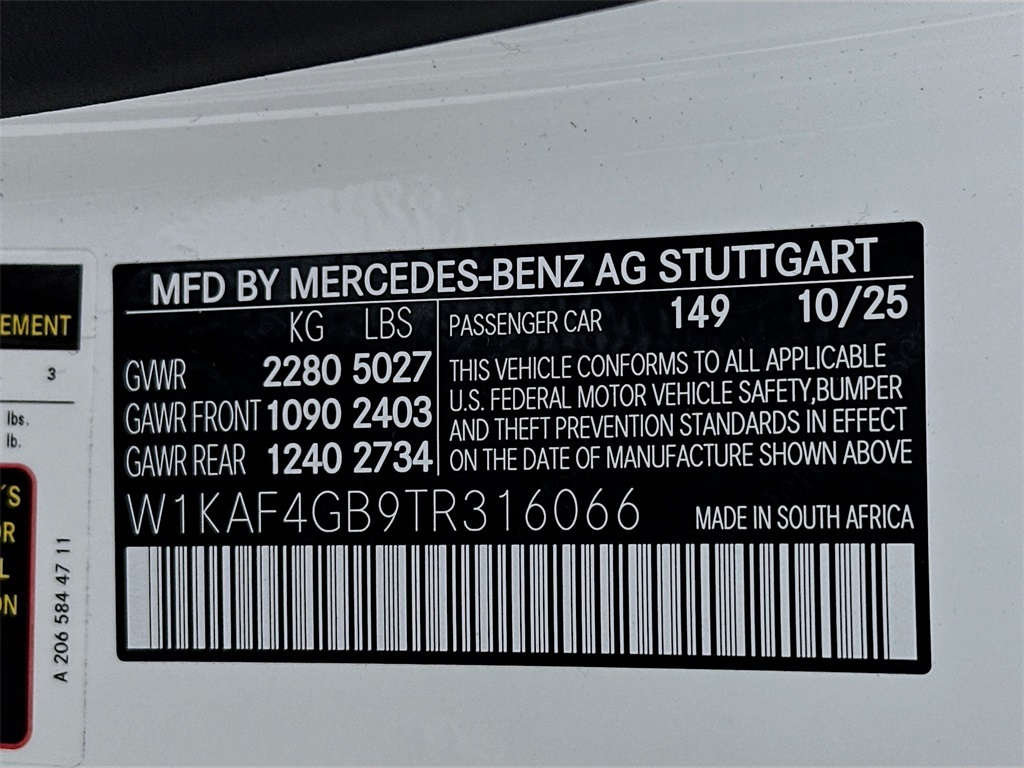 MFD BY MERCEDES-BENZ AG STUTTGART
KG LBS
GVWR 2280 5027
GAWR FRONT 1090 2403
GAWR REAR 1240 2734
PASSENGER CAR 149 10/25
THIS VEHICLE CONFORMS TO ALL APPLICABLE
U.S. FEDERAL MOTOR VEHICLE SAFETY,BUMPER
AND THEFT PREVENTION STANDARDS IN EFFECT
ON THE DATE OF MANUFACTURE SHOWN ABOVE
W1KAF4GB9TR316066
MADE IN SOUTH AFRICA
EMENT
3
lbs.
lb.
'S
OR
L
ON
A 206 584 47 11